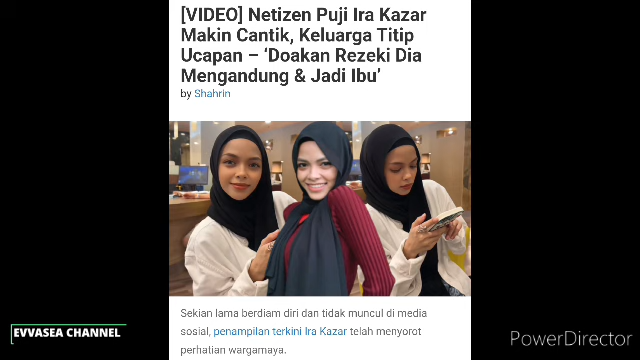 [VIDEO] Netizen Puji Ira Kazar
Makin Cantik, Keluarga Titip
Ucapan – ‘Doakan Rezeki Dia
Mengandung & Jadi Ibu’
by Shahrin
Sekian lama berdiam diri dan tidak muncul di media
sosial, penampilan terkini Ira Kazar telah menyorot
perhatian wargamaya.
EVVASEA CHANNEL
PowerDirector